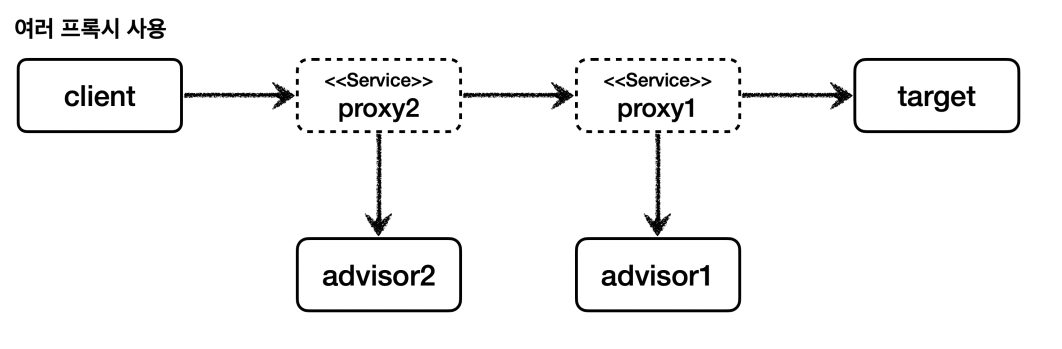 여러 프록시 사용
client
<<Service>>
proxy2
<<Service>>
proxy1
target
advisor2
advisor1